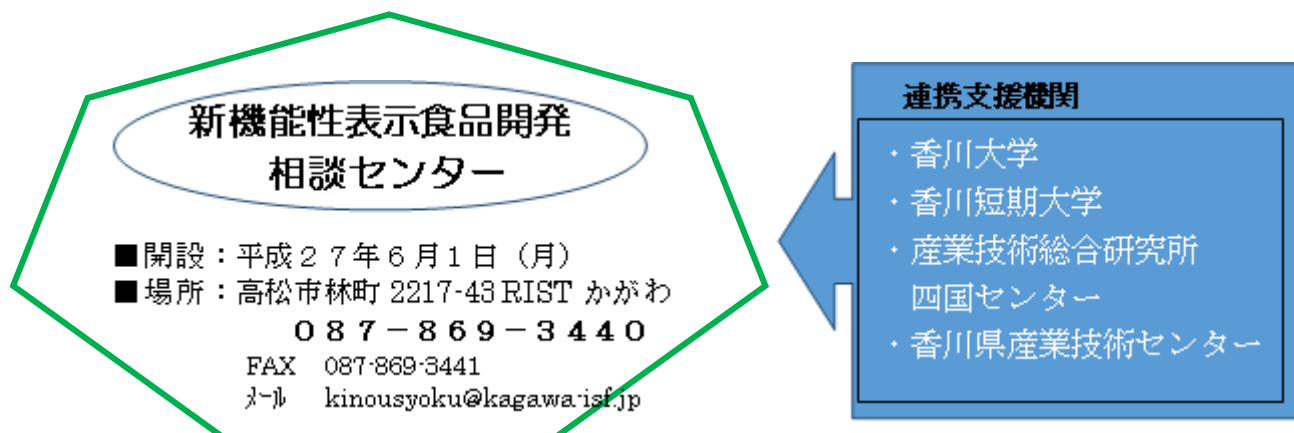 新機能性表示食品開発
相談センター
■開設：平成２７年６月１日（月）
■場所：高松市林町 2217-43 RIST かがわ
０８７－８６９－３４４０
FAX 087-869-3441
ﾒｰﾙ kinousyoku@kagawa-isf.jp
連携支援機関
・香川大学
・香川短期大学
・産業技術総合研究所
四国センター
・香川県産業技術センター